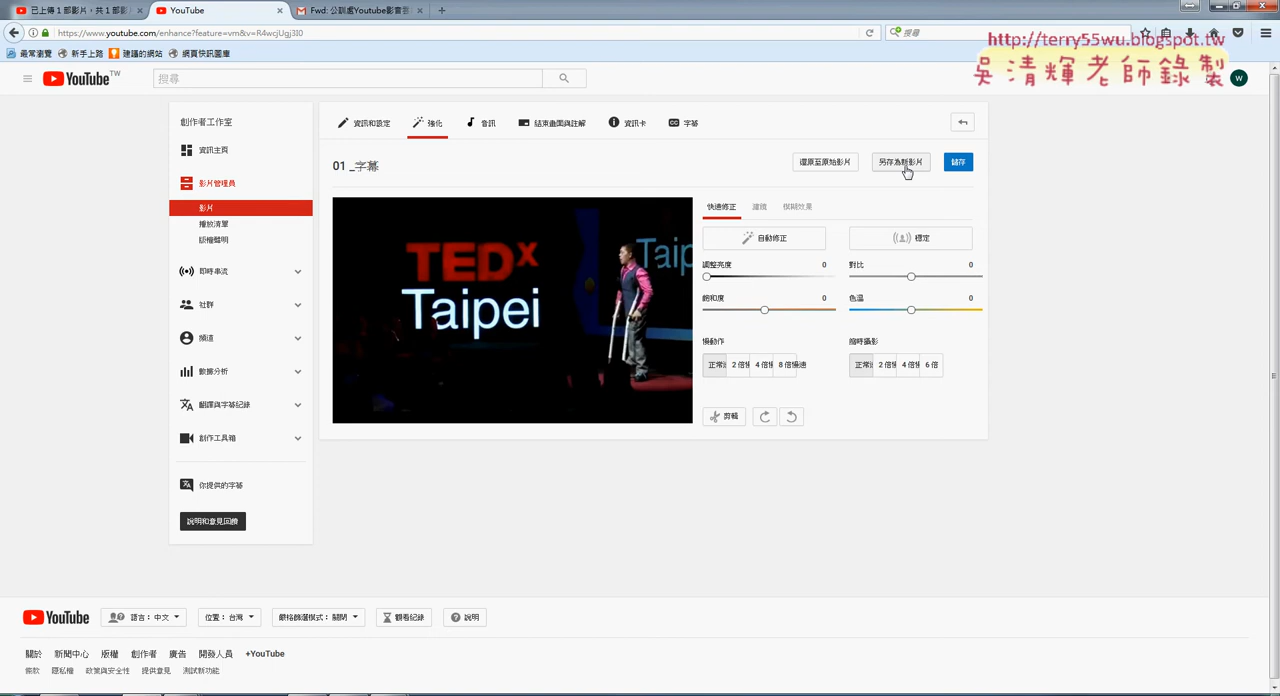 已上傳 1 部影片，共 1 部影
YouTube
Fwd: 公訓處Youtube影音器
https://www.youtube.com/enhance?feature=vm&v=R4wcjUgj3I0
搜尋
最常瀏覽 新手上路 建議的網站 網頁快訊圖庫
http://terry55wu.blogspot.tw
吳清輝老師錄製
YouTube TW
搜尋
W
創作者工作室
資訊主頁
影片管理員
影片
播放清單
版權聲明
即時串流
社群
頻道
數據分析
翻譯與字幕紀錄
創作工具箱
你提供的字幕
說明和意見回饋
資訊和設定 強化 音訊 結束畫面與註解 資訊卡 CC 字幕
01 _字幕
還原至原始影片 另存為新影片 儲存
TEDx
Taipei
Taip
快速修正 濾鏡 模糊效果
自動修正 穩定
調整亮度 0 對比 0
飽和度 0 色溫 0
慢動作 縮時攝影
正常 2 倍 4 倍 8 倍慢速 正常 2 倍 4 倍 6 倍
剪輯
YouTube 語言：中文 位置：台灣 嚴格篩選模式：關閉 觀看紀錄 說明
關於 新聞中心 版權 創作者 廣告 開發人員 +YouTube
條款 隱私權 政策與安全性 提供意見 測試新功能